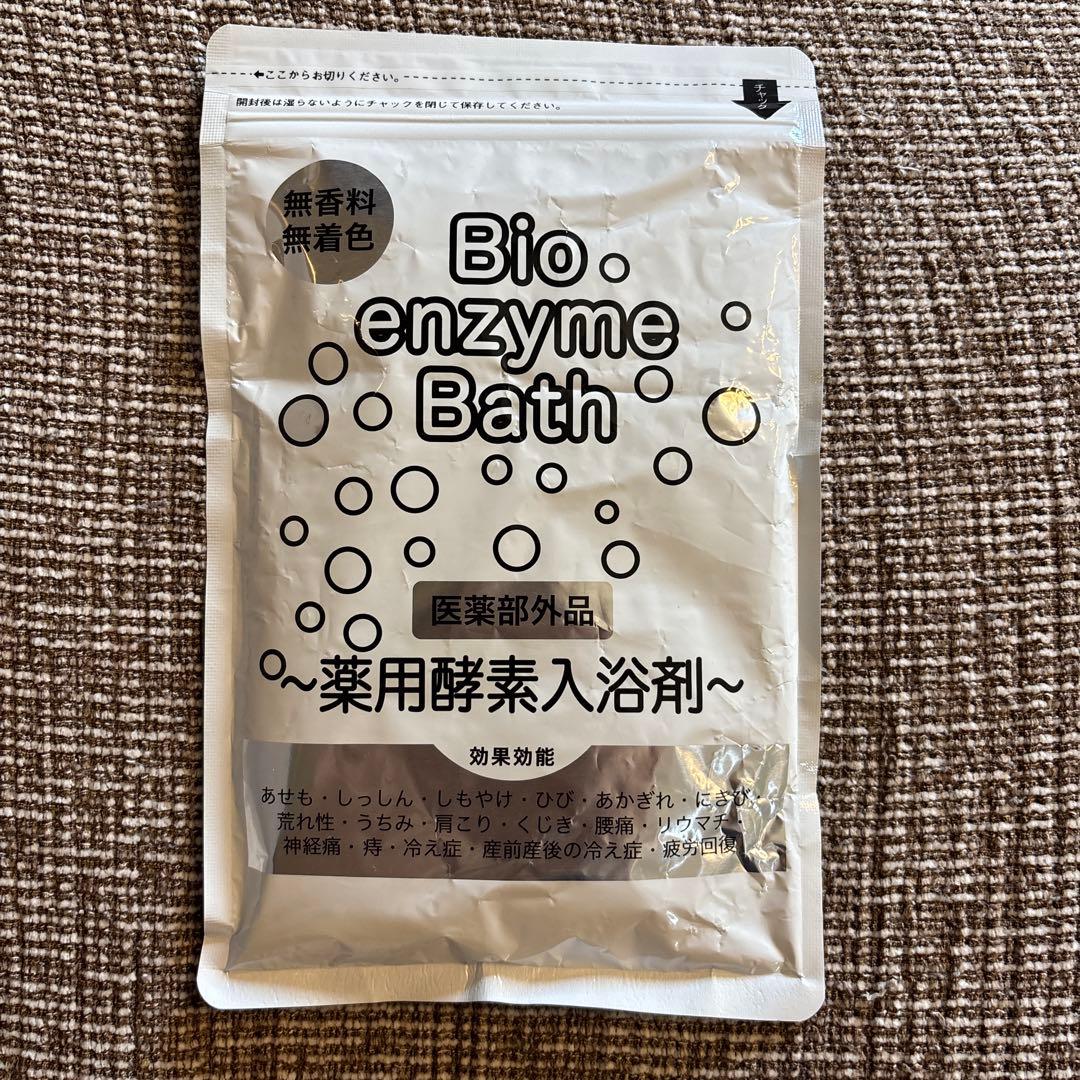 ←ここからお切りください。
開封後は湿らないようにチャックを閉じて保存してください。
チャック
無香料
無着色
Bio
enzyme
Bath
医薬部外品
~薬用酵素入浴剤~
効果効能
あせも・しっしん・しもやけ・ひび・あかぎれ・にきび・
荒れ性・うちみ・肩こり・くじき・腰痛・リウマチ・
神経痛・痔・冷え症・産前産後の冷え症・疲労回復